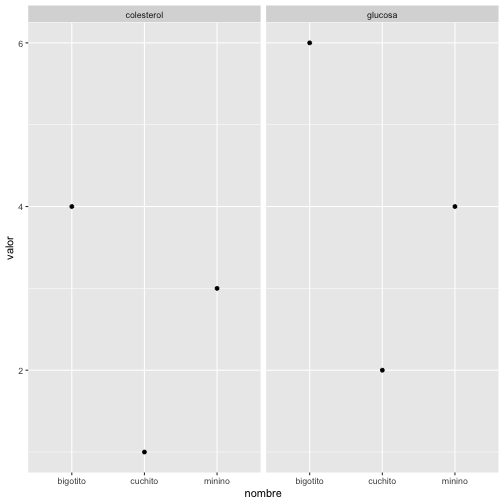 colesterol glucosa
6
4
2
valor
bigotito cuchito minino bigotito cuchito minino
nombre